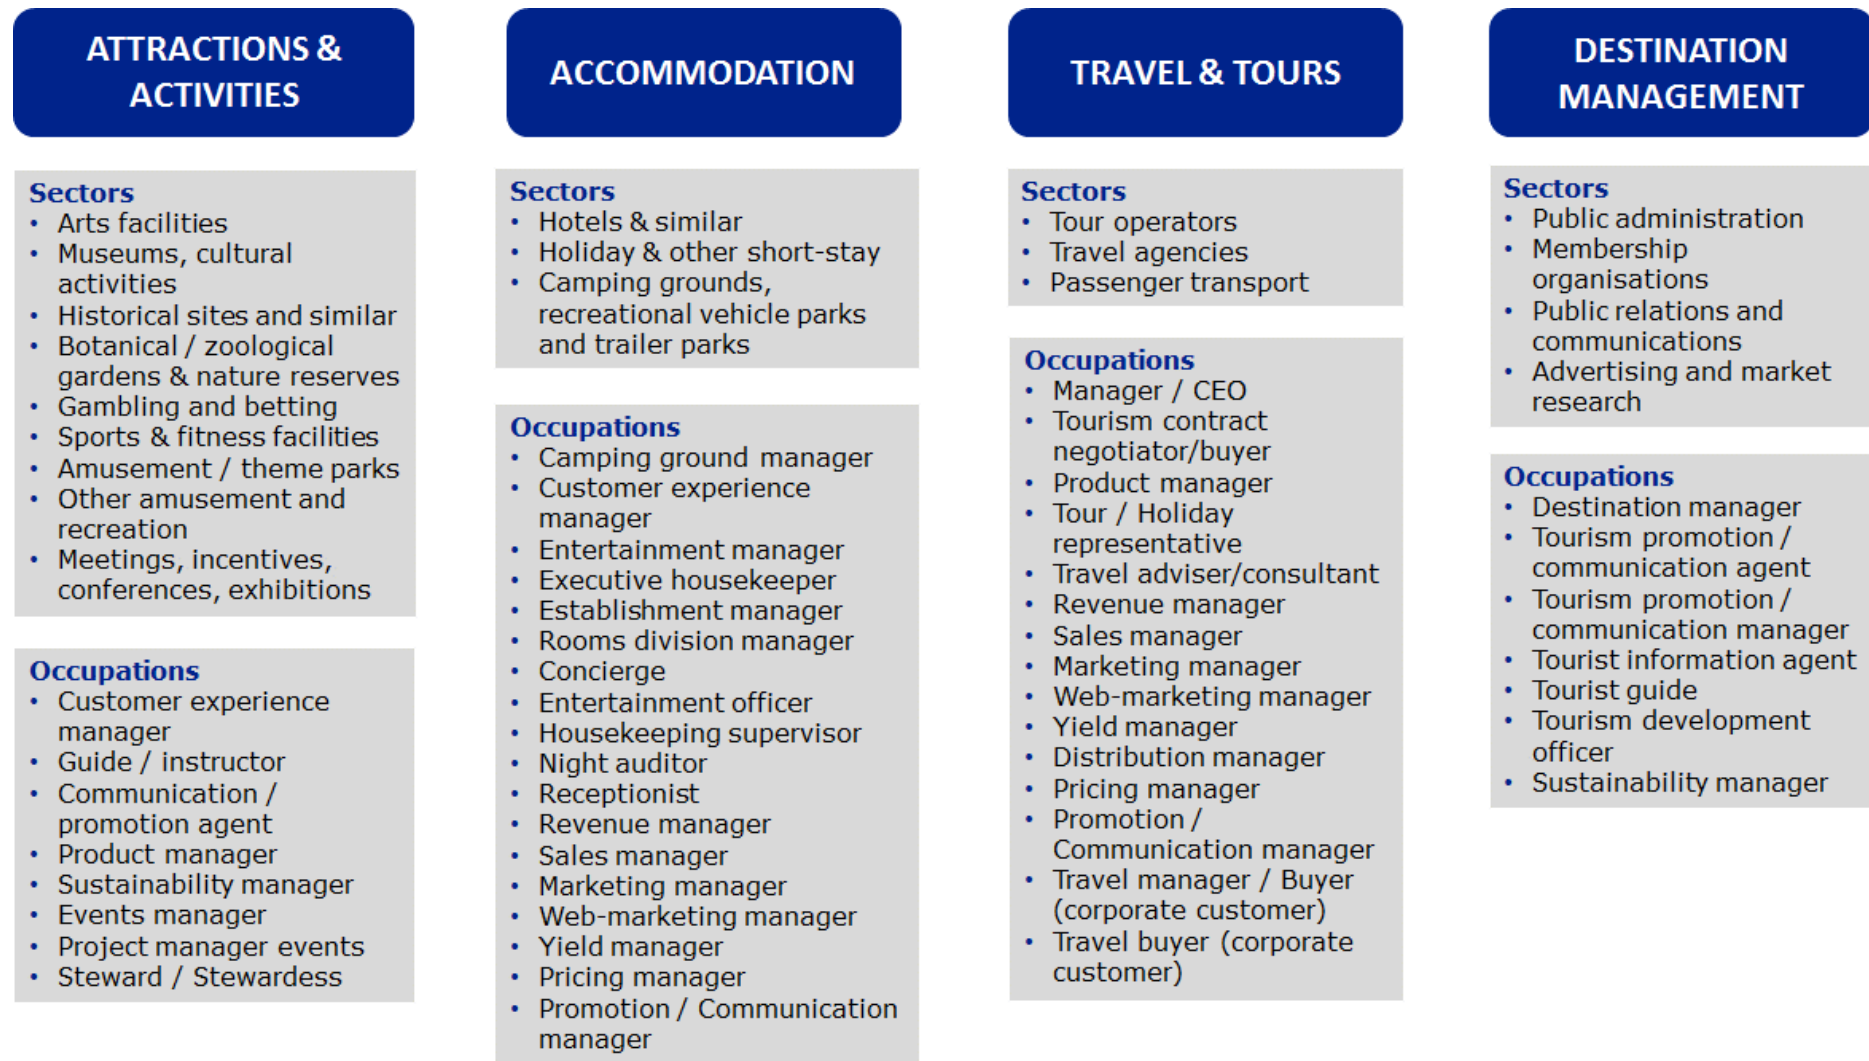 ATTRACTIONS &
ACTIVITIES
Sectors
• Arts facilities
• Museums, cultural
activities
• Historical sites and similar
• Botanical / zoological
gardens & nature reserves
• Gambling and betting
• Sports & fitness facilities
• Amusement / theme parks
• Other amusement and
recreation
• Meetings, incentives,
conferences, exhibitions
Occupations
• Customer experience
manager
• Guide / instructor
• Communication /
promotion agent
• Product manager
• Sustainability manager
• Events manager
• Project manager events
• Steward / Stewardess
ACCOMMODATION
Sectors
• Hotels & similar
• Holiday & other short-stay
• Camping grounds,
recreational vehicle parks
and trailer parks
Occupations
• Camping ground manager
• Customer experience
manager
• Entertainment manager
• Executive housekeeper
• Establishment manager
• Rooms division manager
• Concierge
• Entertainment officer
• Housekeeping supervisor
• Night auditor
• Receptionist
• Revenue manager
• Sales manager
• Marketing manager
• Web-marketing manager
• Yield manager
• Pricing manager
• Promotion / Communication
manager
TRAVEL & TOURS
Sectors
• Tour operators
• Travel agencies
• Passenger transport
Occupations
• Manager / CEO
• Tourism contract
negotiator/buyer
• Product manager
• Tour / Holiday
representative
• Travel adviser/consultant
• Revenue manager
• Sales manager
• Marketing manager
• Web-marketing manager
• Yield manager
• Distribution manager
• Pricing manager
• Promotion /
Communication manager
• Travel manager / Buyer
(corporate customer)
• Travel buyer (corporate
customer)
DESTINATION
MANAGEMENT
Sectors
• Public administration
• Membership
organisations
• Public relations and
communications
• Advertising and market
research
Occupations
• Destination manager
• Tourism promotion /
communication agent
• Tourism promotion /
communication manager
• Tourist information agent
• Tourist guide
• Tourism development
officer
• Sustainability manager